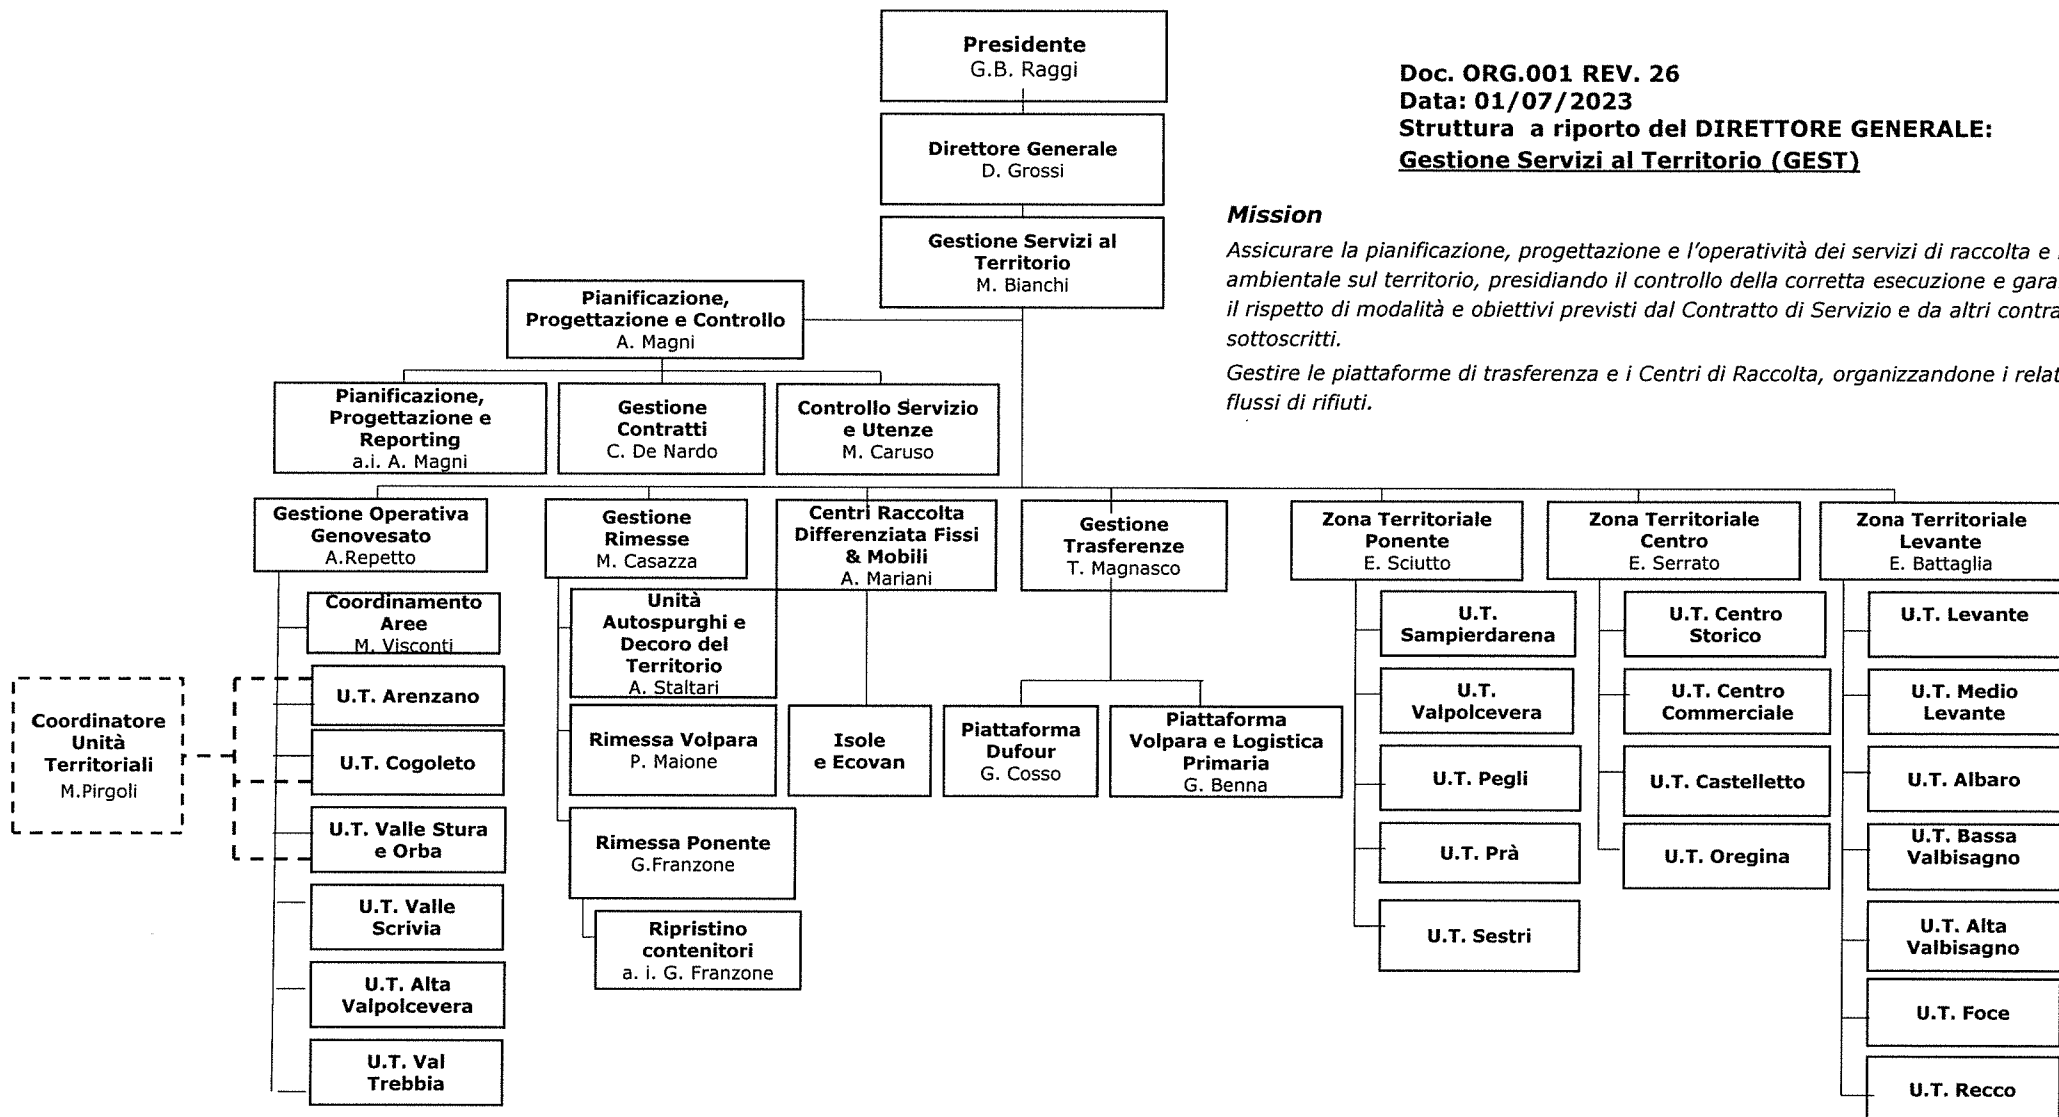 Presidente
G.B. Raggi
Doc. ORG.001 REV. 26
Data: 01/07/2023
Struttura a riporto del DIRETTORE GENERALE:
Gestione Servizi al Territorio (GEST)
Direttore Generale
D. Grossi
Mission
Assicurare la pianificazione, progettazione e l'operatività dei servizi di raccolta e
ambientale sul territorio, presidiando il controllo della corretta esecuzione e gara
il rispetto di modalità e obiettivi previsti dal Contratto di Servizio e da altri contra
sottoscritti.
Gestire le piattaforme di trasferenza e i Centri di Raccolta, organizzandone i relat
flussi di rifiuti.
Gestione Servizi al
Territorio
M. Bianchi
Pianificazione,
Progettazione e Controllo
A. Magni
Pianificazione,
Progettazione e
Reporting
a.i. A. Magni
Gestione
Contratti
C. De Nardo
Controllo Servizio
e Utenze
M. Caruso
Gestione Operativa
Genovesato
A.Repetto
Gestione
Rimesse
M. Casazza
Centri Raccolta
Differenziata Fissi
& Mobili
A. Mariani
Gestione
Trasferenze
T. Magnasco
Zona Territoriale
Ponente
E. Sciutto
Zona Territoriale
Centro
E. Serrato
Zona Territoriale
Levante
E. Battaglia
Coordinamento
Aree
M. Visconti
U.T. Arenzano
U.T. Cogoleto
U.T. Valle Stura
e Orba
U.T. Valle
Scrivia
U.T. Alta
Valpolcevera
U.T. Val
Trebbia
Coordinatore
Unità
Territoriali
M.Pirgoli
Unità
Autospurghi e
Decoro del
Territorio
A. Staltari
Rimessa Volpara
P. Maione
Rimessa Ponente
G.Franzone
Ripristino
contenitori
a. i. G. Franzone
Isole
e Ecovan
Piattaforma
Dufour
G. Cosso
Piattaforma
Volpara e Logistica
Primaria
G. Benna
U.T.
Sampierdarena
U.T.
Valpolcevera
U.T. Pegli
U.T. Prà
U.T. Sestri
U.T. Centro
Storico
U.T. Centro
Commerciale
U.T. Castelletto
U.T. Oregina
U.T. Levante
U.T. Medio
Levante
U.T. Albaro
U.T. Bassa
Valbisagno
U.T. Alta
Valbisagno
U.T. Foce
U.T. Recco